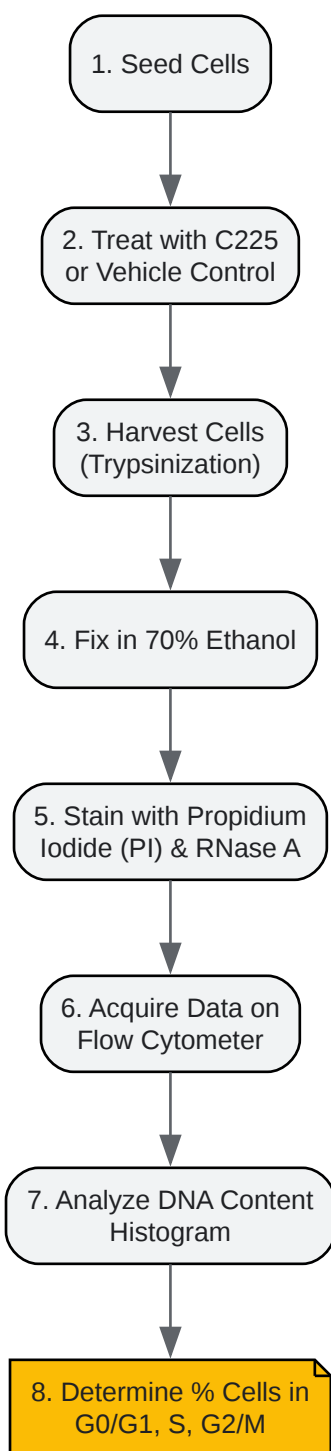 1. Seed Cells
2. Treat with C225
or Vehicle Control
3. Harvest Cells
(Trypsinization)
4. Fix in 70% Ethanol
5. Stain with Propidium
Iodide (PI) & RNase A
6. Acquire Data on
Flow Cytometer
7. Analyze DNA Content
Histogram
8. Determine % Cells in
G0/G1, S, G2/M